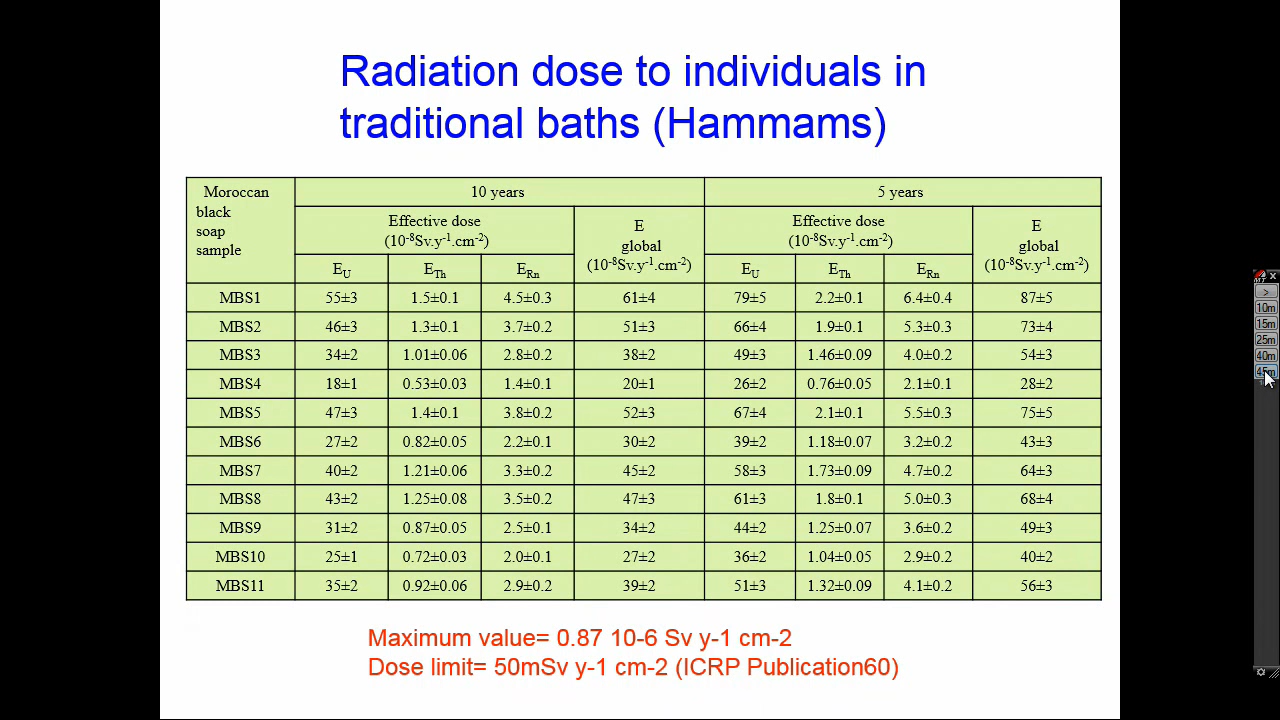 Radiation dose to individuals in
traditional baths (Hammams)
Moroccan black soap sample 10 years 5 years
Effective dose (10⁻⁸Sv.y⁻¹.cm⁻²) E global (10⁻⁸Sv.y⁻¹.cm⁻²) Effective dose (10⁻⁸Sv.y⁻¹.cm⁻²) E global (10⁻⁸Sv.y⁻¹.cm⁻²)
E_U E_Th E_Rn E_U E_Th E_Rn
MBS1 55±3 1.5±0.1 4.5±0.3 61±4 79±5 2.2±0.1 6.4±0.4 87±5
MBS2 46±3 1.3±0.1 3.7±0.2 51±3 66±4 1.9±0.1 5.3±0.3 73±4
MBS3 34±2 1.01±0.06 2.8±0.2 38±2 49±3 1.46±0.09 4.0±0.2 54±3
MBS4 18±1 0.53±0.03 1.4±0.1 20±1 26±2 0.76±0.05 2.1±0.1 28±2
MBS5 47±3 1.4±0.1 3.8±0.2 52±3 67±4 2.1±0.1 5.5±0.3 75±5
MBS6 27±2 0.82±0.05 2.2±0.1 30±2 39±2 1.18±0.07 3.2±0.2 43±3
MBS7 40±2 1.21±0.06 3.3±0.2 45±2 58±3 1.73±0.09 4.7±0.2 64±3
MBS8 43±2 1.25±0.08 3.5±0.2 47±3 61±3 1.8±0.1 5.0±0.3 68±4
MBS9 31±2 0.87±0.05 2.5±0.1 34±2 44±2 1.25±0.07 3.6±0.2 49±3
MBS10 25±1 0.72±0.03 2.0±0.1 27±2 36±2 1.04±0.05 2.9±0.2 40±2
MBS11 35±2 0.92±0.06 2.9±0.2 39±2 51±3 1.32±0.09 4.1±0.2 56±3
Maximum value= 0.87 10-6 Sv y-1 cm-2
Dose limit= 50mSv y-1 cm-2 (ICRP Publication60)
>
10m
15m
25m
40m
45m